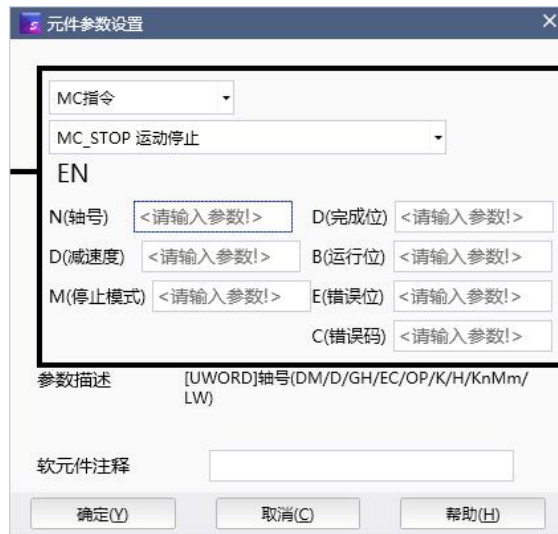 元件参数设置
MC指令
MC_STOP 运动停止
EN
N(轴号) <请输入参数!> D(完成位) <请输入参数!>
D(减速度) <请输入参数!> B(运行位) <请输入参数!>
M(停止模式) <请输入参数!> E(错误位) <请输入参数!>
C(错误码) <请输入参数!>
参数描述 [UWORD]轴号(DM/D/GH/EC/OP/K/H/KnMm/
LW)
软元件注释
确定(Y) 取消(C) 帮助(H)